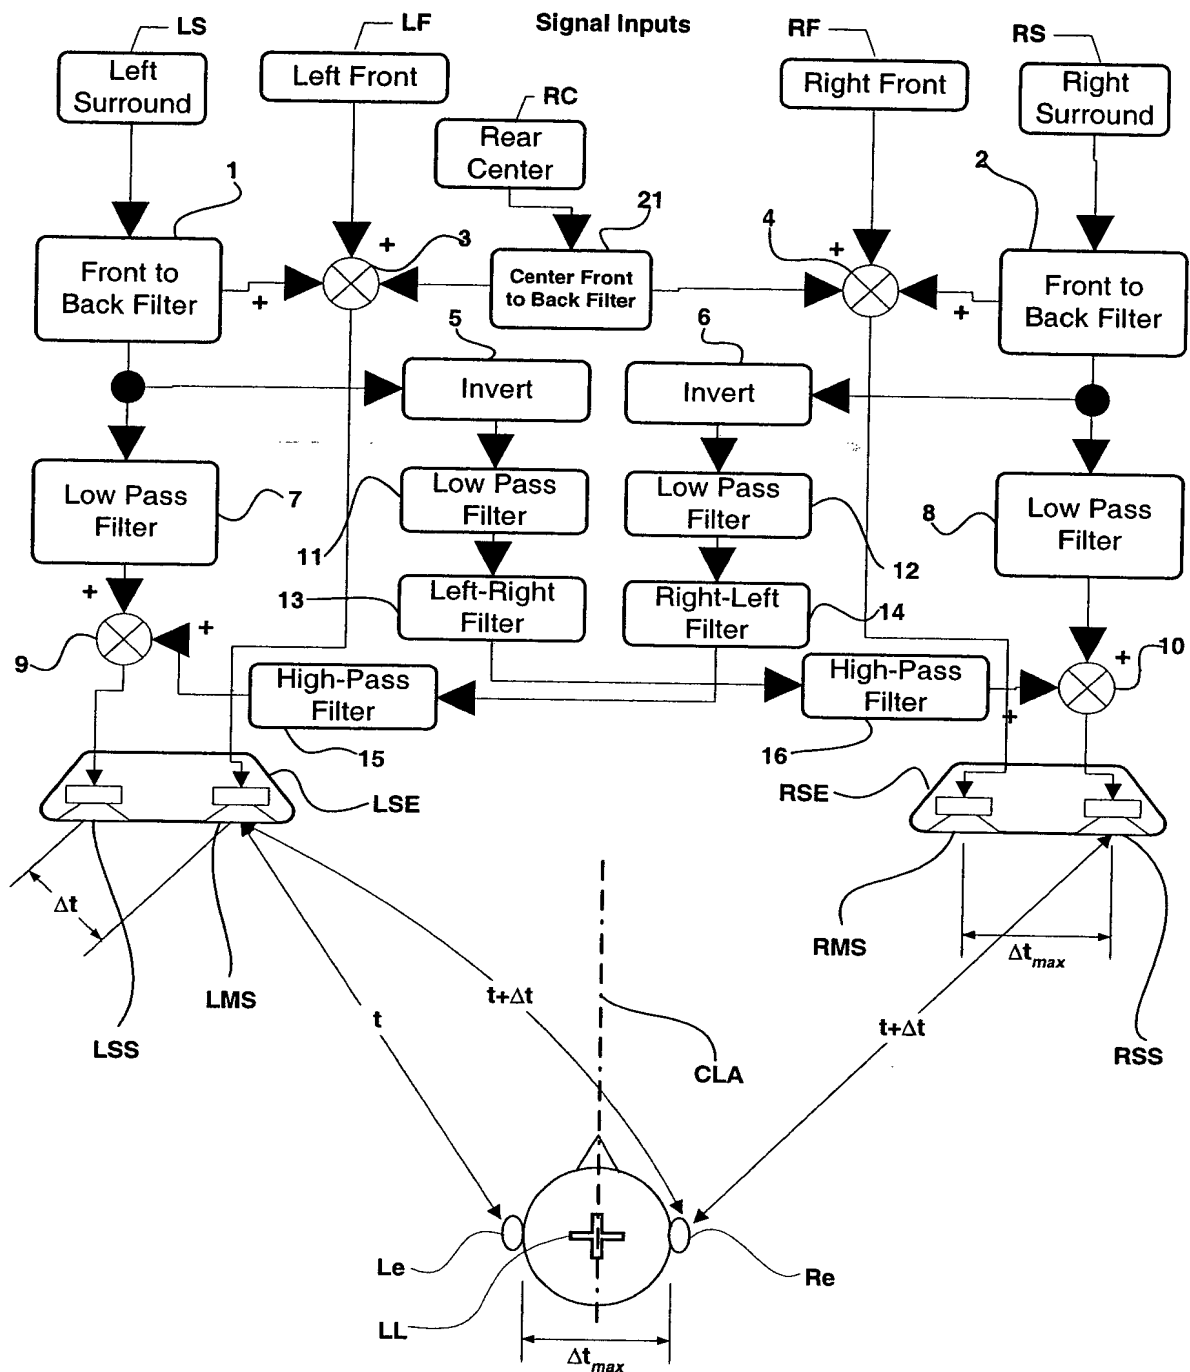 LS
LF
Signal Inputs
RF
RS
Left
Surround
Left Front
RC
Rear
Center
Right Front
Right
Surround
1
21
2
4
3
+
+
Front to
Back Filter
+
Center Front
to Back Filter
+
Front to
Back Filter
5
6
Invert
Invert
Low Pass
Filter
7
Low Pass
Filter
11
Low Pass
Filter
12
8
Low Pass
Filter
+
13
Left-Right
Filter
Right-Left
Filter
14
+
9
High-Pass
Filter
15
High-Pass
Filter
16
+
+
10
LSE
RSE
Δt
LSS
LMS
t
t+Δt
CLA
t+Δt
RMS
Δtmax
RSS
Le
LL
Re
Δtmax